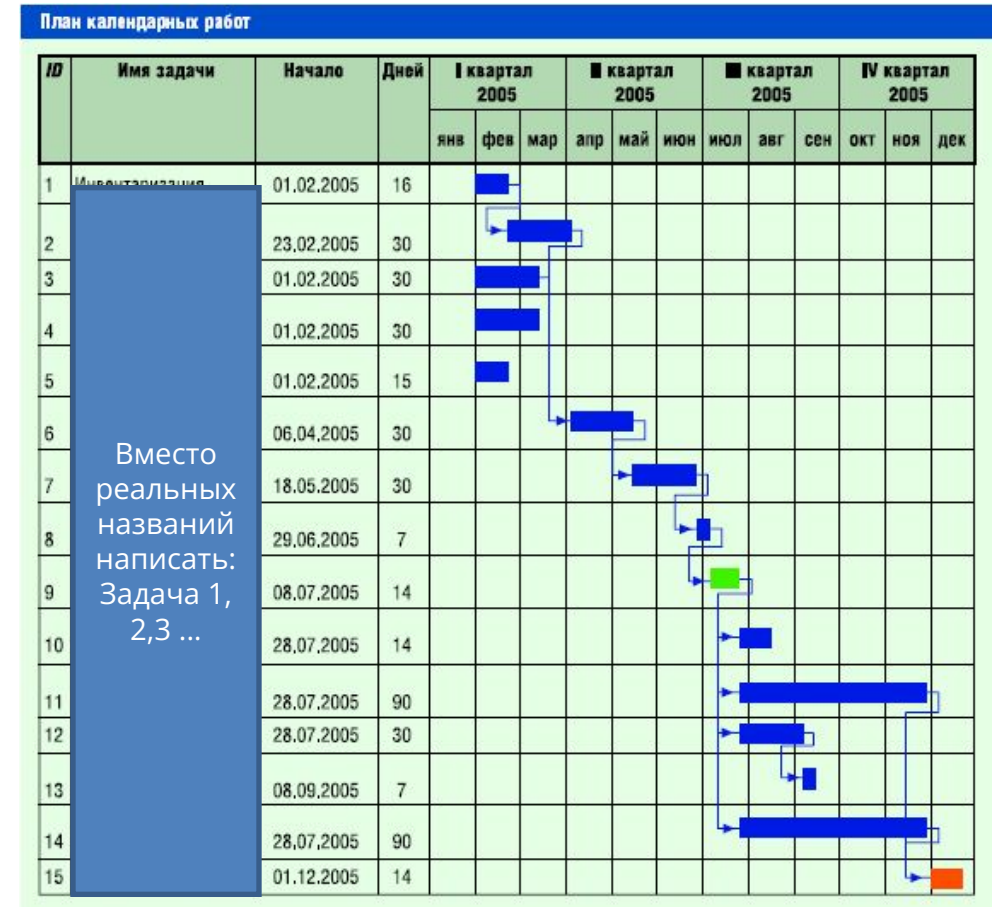 План календарных работ
ID Имя задачи Начало Дней I квартал 2005 II квартал 2005 III квартал 2005 IV квартал 2005
янв фев мар апр май июн июл авг сен окт ноя дек
1 Инвентаризация 01.02.2005 16
2 23.02.2005 30
3 01.02.2005 30
4 01.02.2005 30
5 01.02.2005 15
6 06.04.2005 30
7 18.05.2005 30
8 29.06.2005 7
9 08.07.2005 14
10 28.07.2005 14
11 28.07.2005 90
12 28.07.2005 30
13 08.09.2005 7
14 28.07.2005 90
15 01.12.2005 14
Вместо
реальных
названий
написать:
Задача 1,
2,3 ...